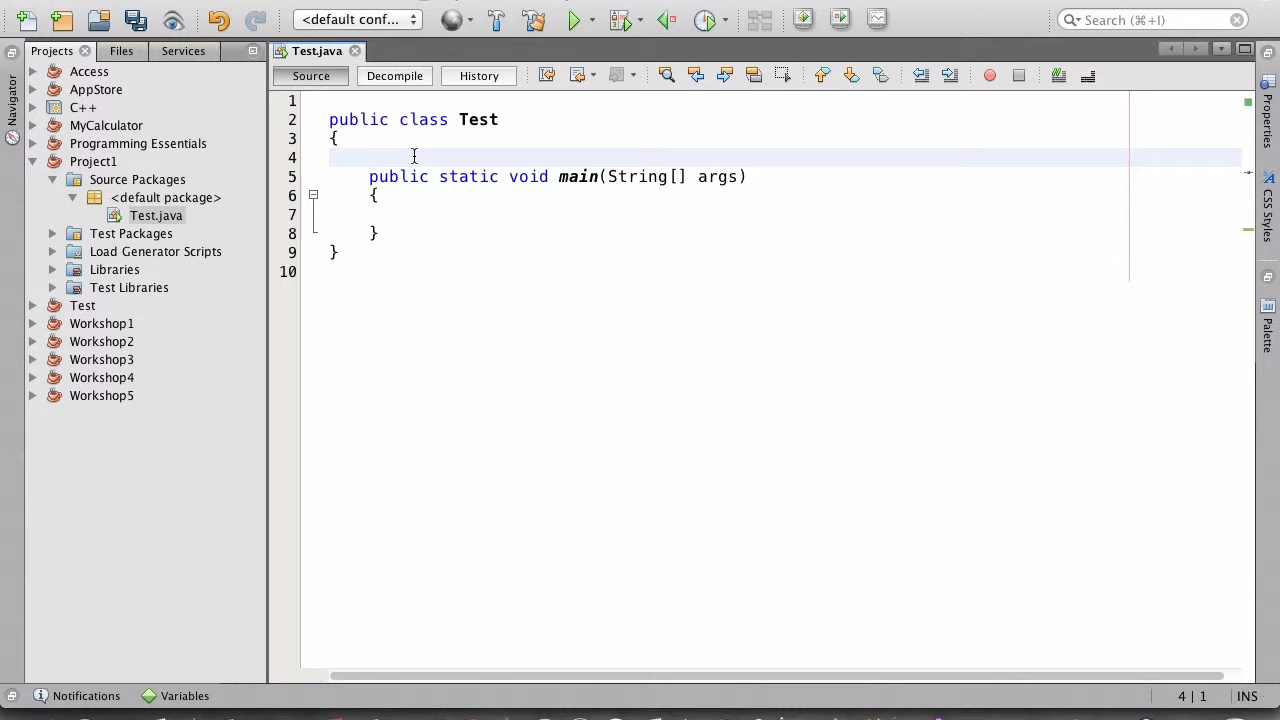 <default conf...
Search (⌘+I)
Projects
Files
Services
Test.java
Navigator
Source
Decompile
History
Access
AppStore
C++
MyCalculator
Programming Essentials
Project1
Source Packages
<default package>
Test.java
Test Packages
Load Generator Scripts
Libraries
Test Libraries
Test
Workshop1
Workshop2
Workshop3
Workshop4
Workshop5
1
2 public class Test
3 {
4
5 public static void main(String[] args)
6 {
7
8 }
9 }
10
Properties
CSS Styles
Palette
Notifications
Variables
4 | 1
INS